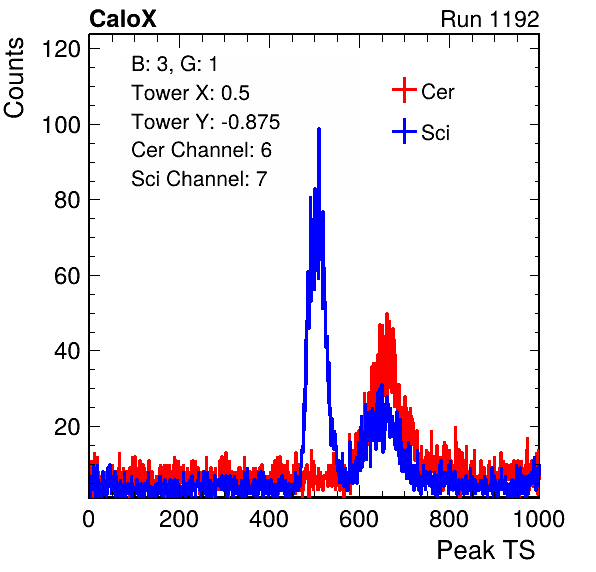 CaloX Run 1192
Counts
120
100
80
60
40
20
B: 3, G: 1
Tower X: 0.5
Tower Y: -0.875
Cer Channel: 6
Sci Channel: 7
Cer
Sci
0 200 400 600 800 1000
Peak TS